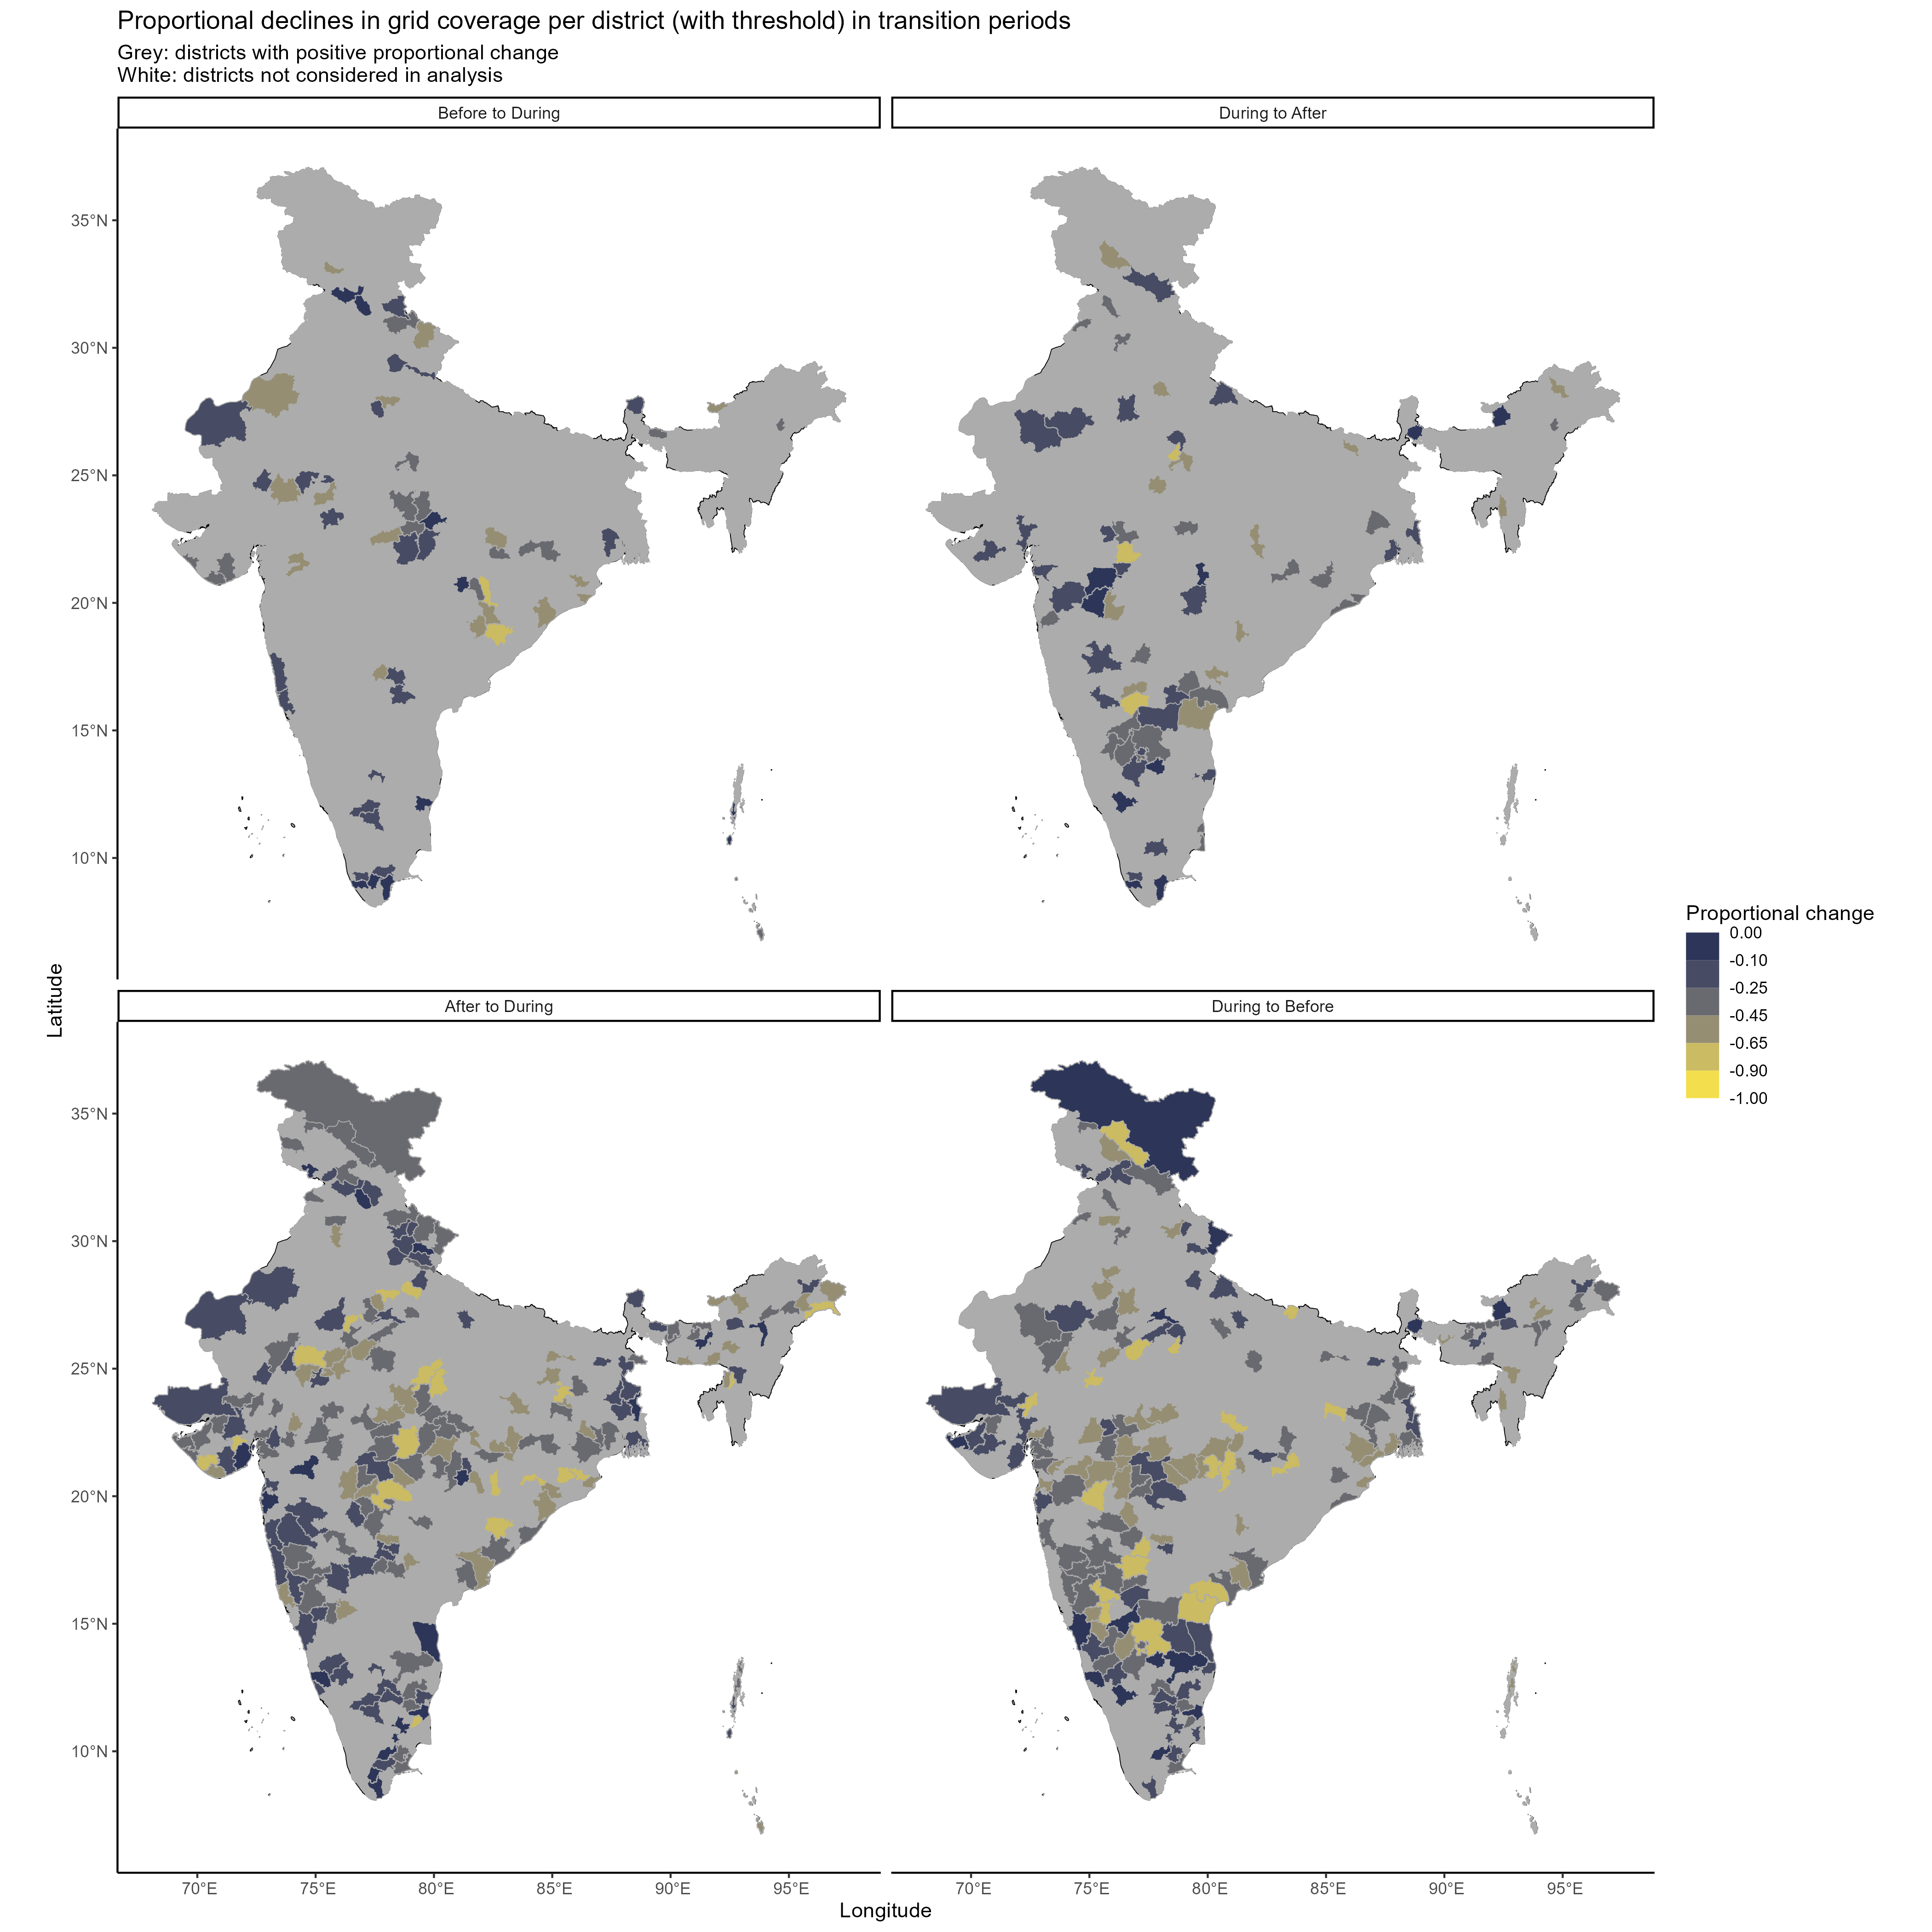 Proportional declines in grid coverage per district (with threshold) in transition periods
Grey: districts with positive proportional change
White: districts not considered in analysis
Before to During
During to After
35°N
30°N
25°N
20°N
15°N
10°N
After to During
During to Before
35°N
30°N
25°N
20°N
15°N
10°N
70°E
75°E
80°E
85°E
90°E
95°E
70°E
75°E
80°E
85°E
90°E
95°E
Longitude
Latitude
Proportional change
0.00
-0.10
-0.25
-0.45
-0.65
-0.90
-1.00